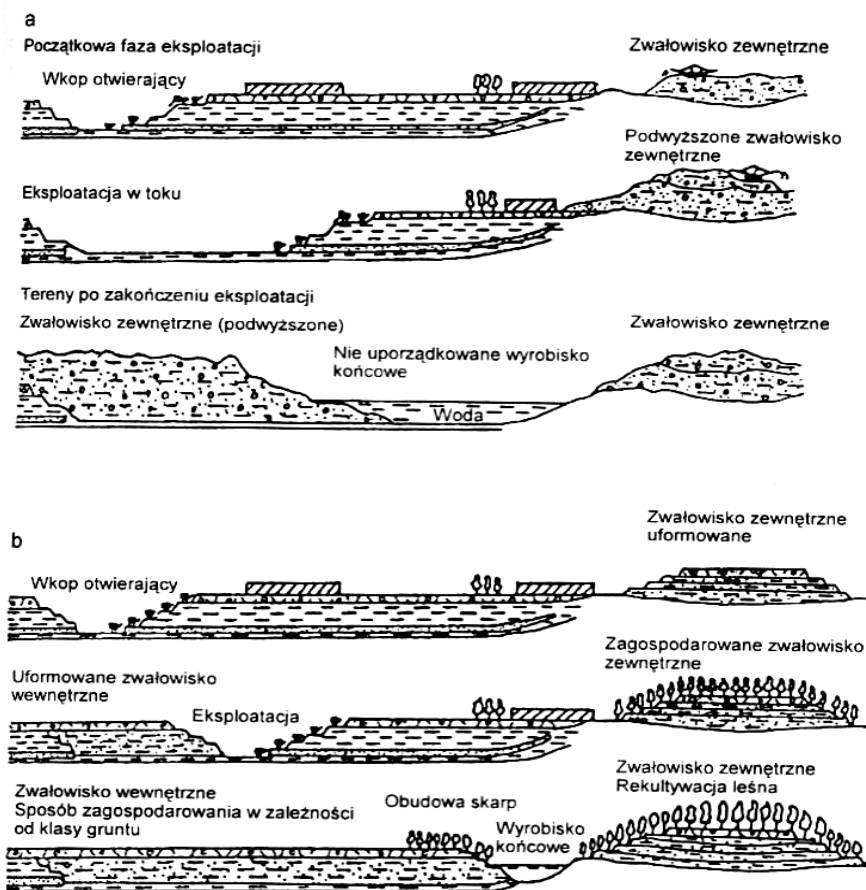 a
Początkowa faza eksploatacji
Zwałowisko zewnętrzne
Wkop otwierający
Podwyższone zwałowisko
zewnętrzne
Eksploatacja w toku
Tereny po zakończeniu eksploatacji
Zwałowisko zewnętrzne (podwyższone)
Zwałowisko zewnętrzne
Nie uporządkowane wyrobisko
końcowe
Woda
b
Zwałowisko zewnętrzne
uformowane
Wkop otwierający
Zagospodarowane zwałowisko
zewnętrzne
Uformowane zwałowisko
wewnętrzne
Eksploatacja
Zwałowisko wewnętrzne
Sposób zagospodarowania w zależności
od klasy gruntu
Obudowa skarp
Wyrobisko
końcowe
Zwałowisko zewnętrzne
Rekultywacja leśna